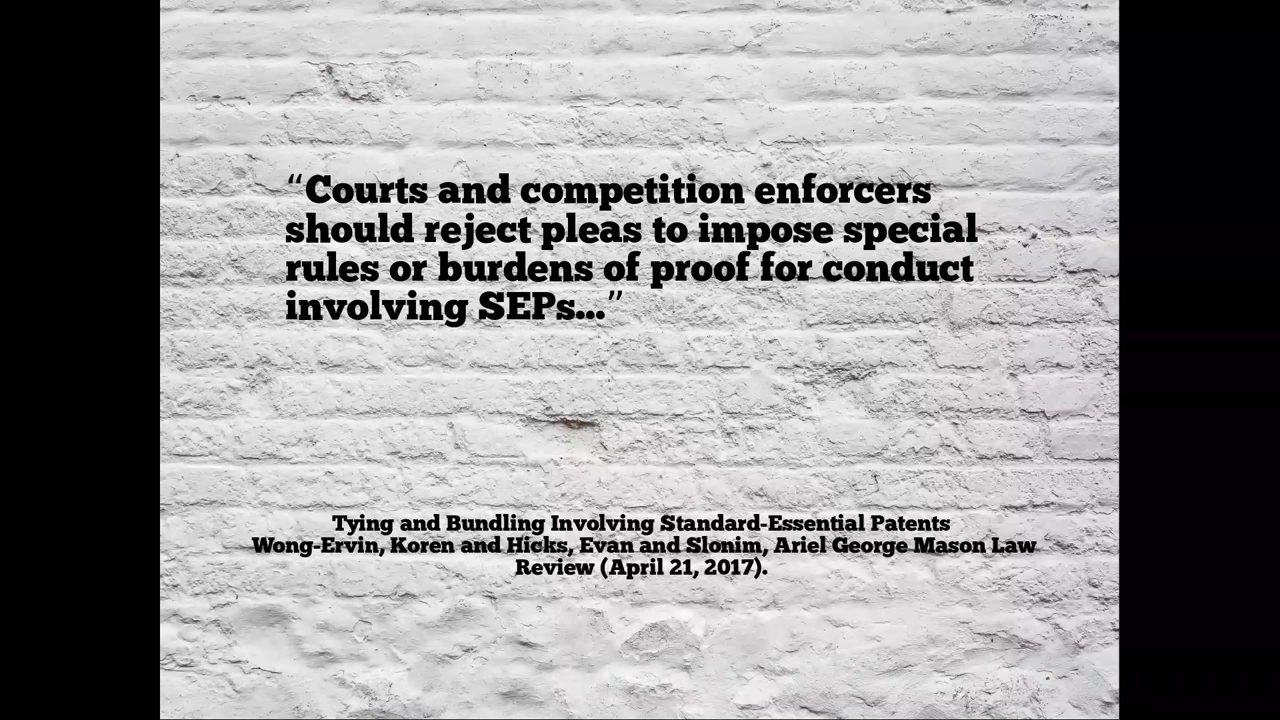 “Courts and competition enforcers
should reject pleas to impose special
rules or burdens of proof for conduct
involving SEPs...”
Tying and Bundling Involving Standard-Essential Patents
Wong-Ervin, Koren and Hicks, Evan and Slonim, Ariel George Mason Law
Review (April 21, 2017).